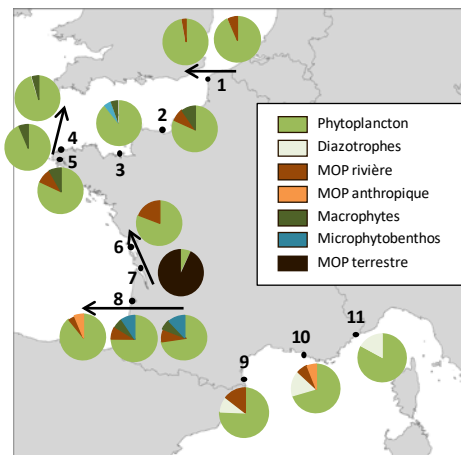 1
2
3
4
5
6
7
8
9
10
11
Phytoplancton
Diazotrophes
MOP rivière
MOP anthropique
Macrophytes
Microphytobenthos
MOP terrestre